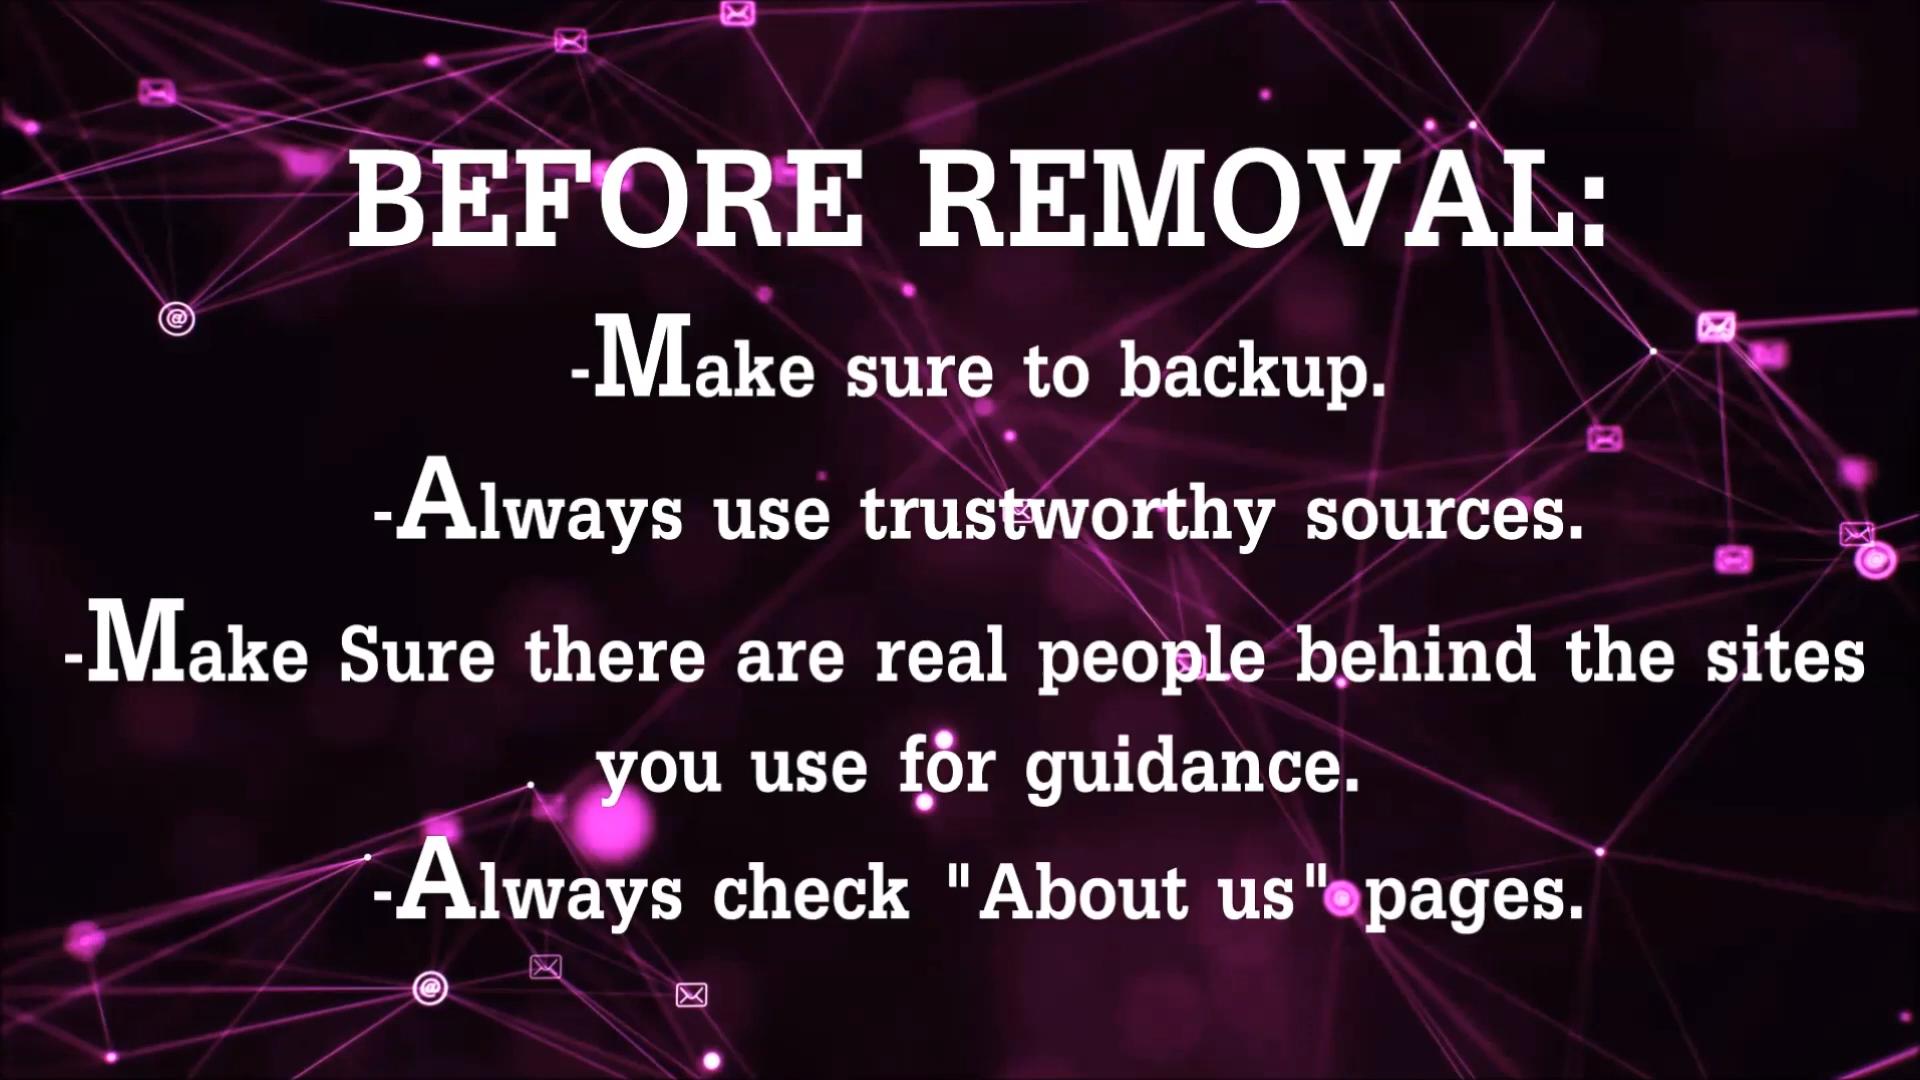 BEFORE REMOVAL:
-Make sure to backup.
-Always use trustworthy sources.
-Make Sure there are real people behind the sites
you use for guidance.
-Always check "About us" pages.